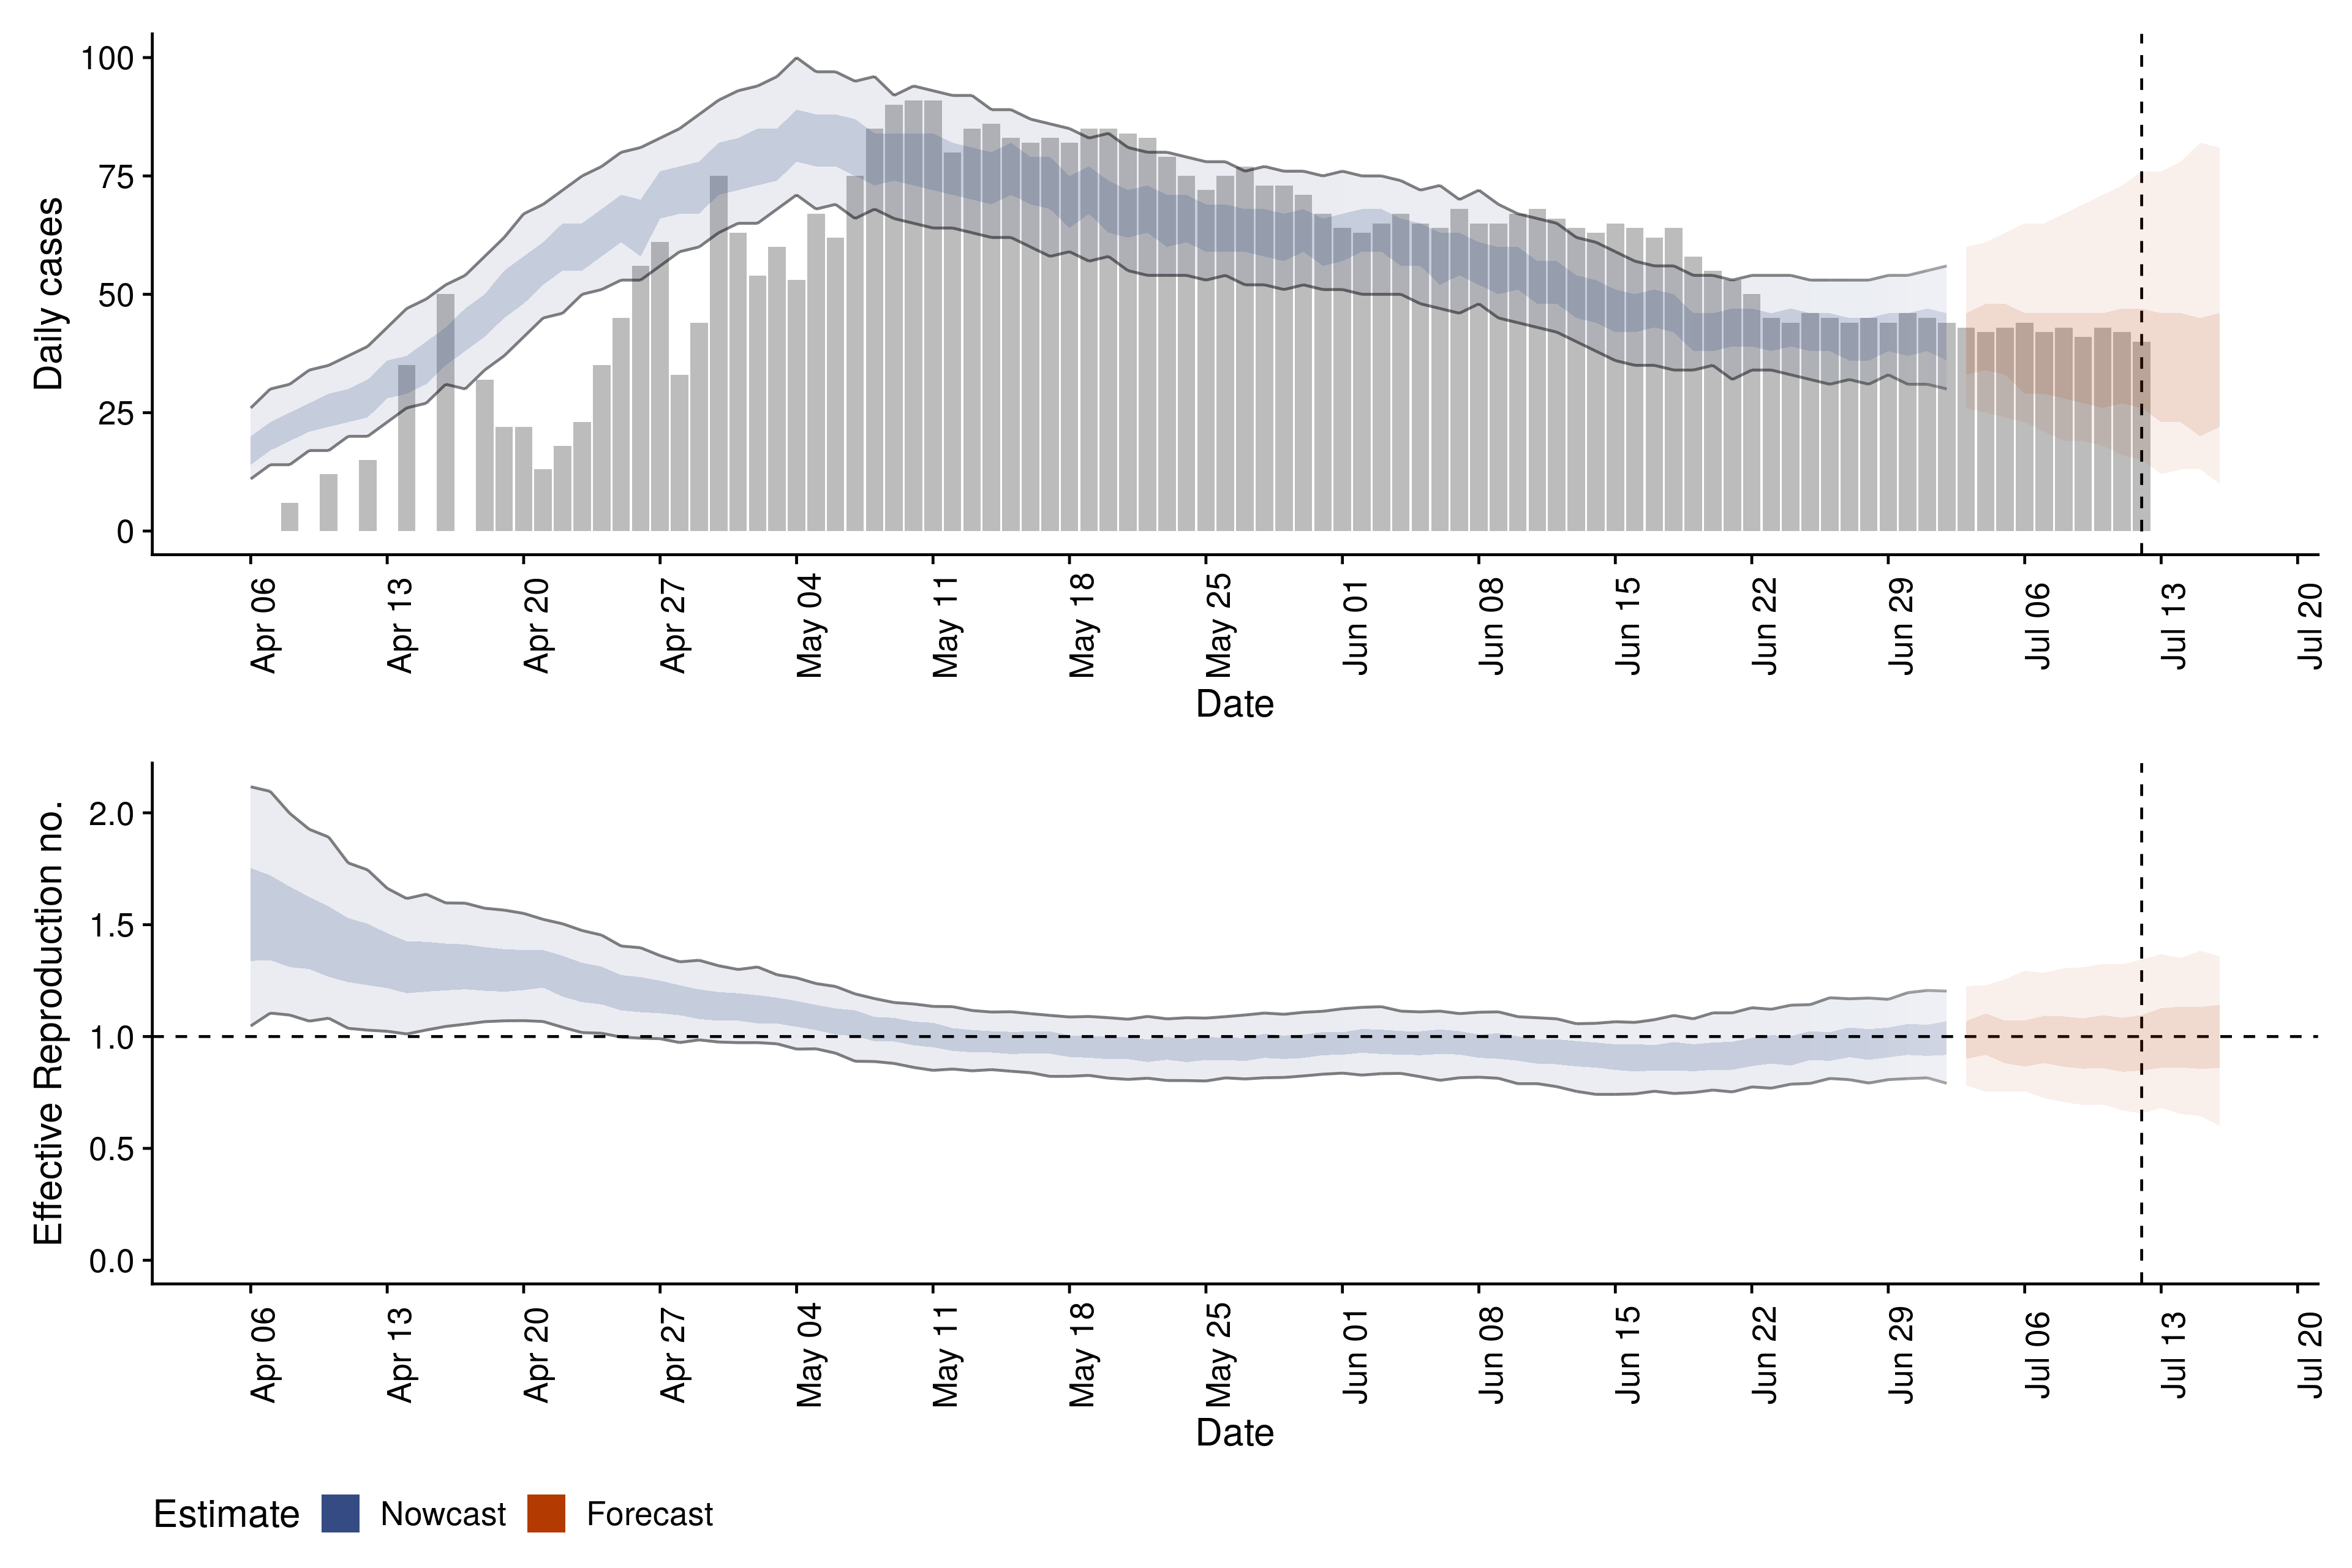 Daily cases
100
75
50
25
0
Apr 06
Apr 13
Apr 20
Apr 27
May 04
May 11
May 18
May 25
Jun 01
Jun 08
Jun 15
Jun 22
Jun 29
Jul 06
Jul 13
Jul 20
Date
Effective Reproduction no.
2.0
1.5
1.0
0.5
0.0
Apr 06
Apr 13
Apr 20
Apr 27
May 04
May 11
May 18
May 25
Jun 01
Jun 08
Jun 15
Jun 22
Jun 29
Jul 06
Jul 13
Jul 20
Date
Estimate Nowcast Forecast